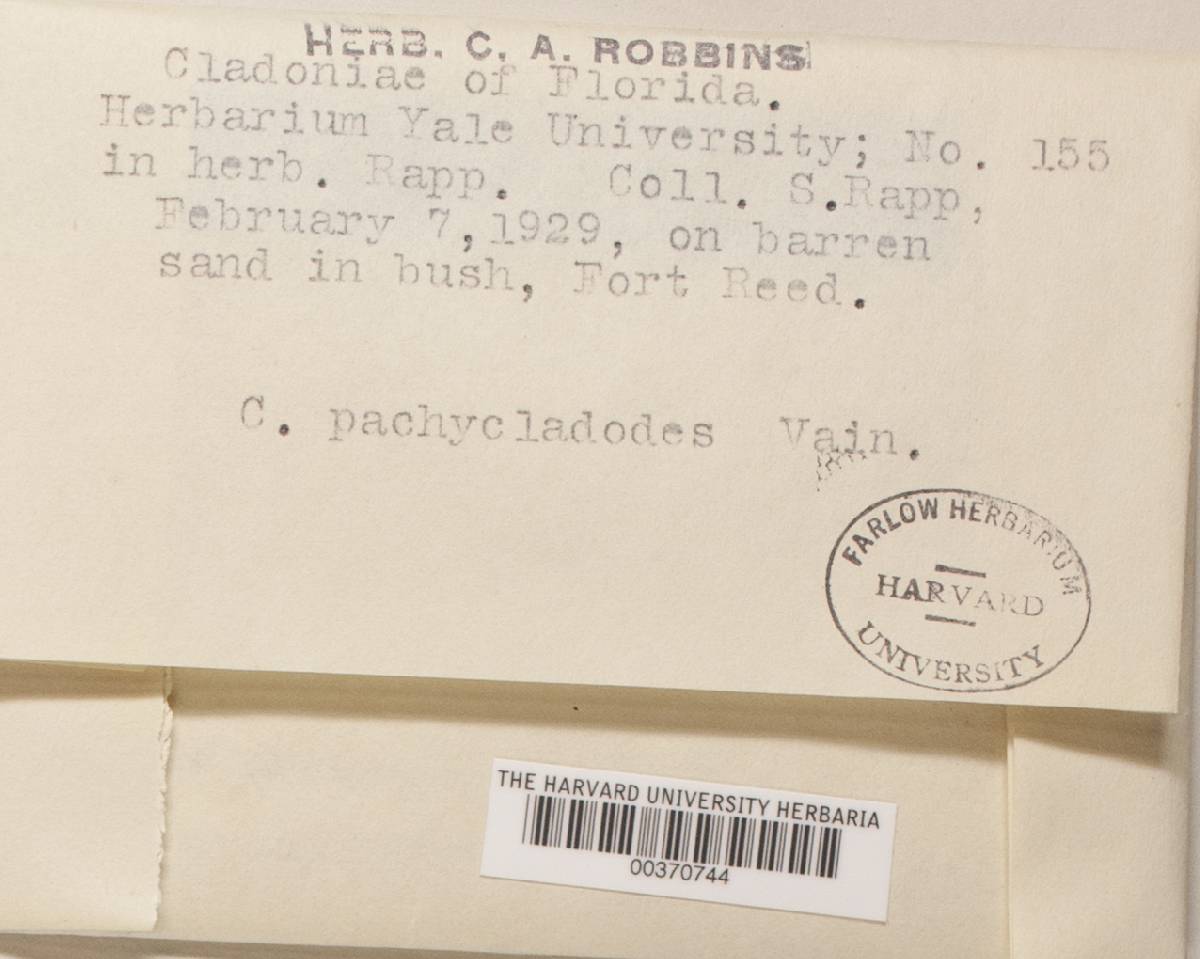 HERB. C. A. ROBBINS
Cladoniae of Florida.
Herbarium Yale University; No. 155
in herb. Rapp. Coll. S.Rapp,
February 7,1929, on barren
sand in bush, Fort Reed.
C. pachycladodes Vain.
FARLOW HERBARIUM
HARVARD
UNIVERSITY
THE HARVARD UNIVERSITY HERBARIA
00370744